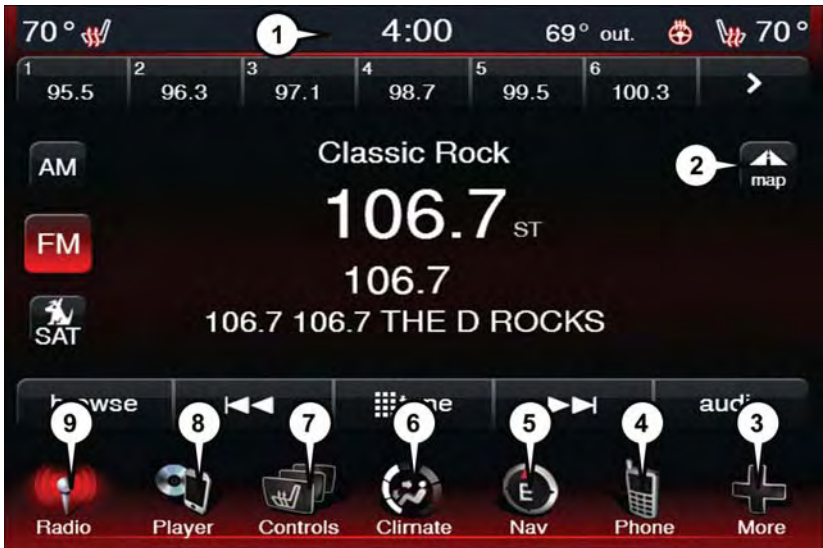 70° 1 4:00 69° out. 70°
1 2 3 4 5 6
95.5 96.3 97.1 98.7 99.5 100.3
AM
Classic Rock
2
map
106.7 ST
FM
106.7
SAT
106.7 106.7 THE D ROCKS
9 8 7 6 5 4 3
E
Radio Player Controls Climate Nav Phone More